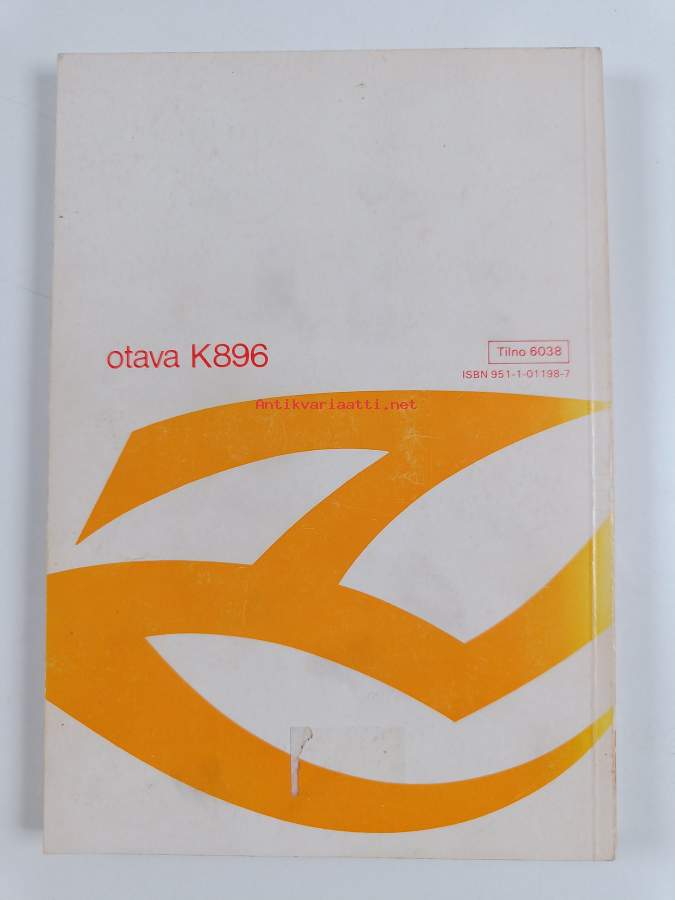 otava K896
Tilno 6038
ISBN 951-1-01198-7
Antikvariaatti.net